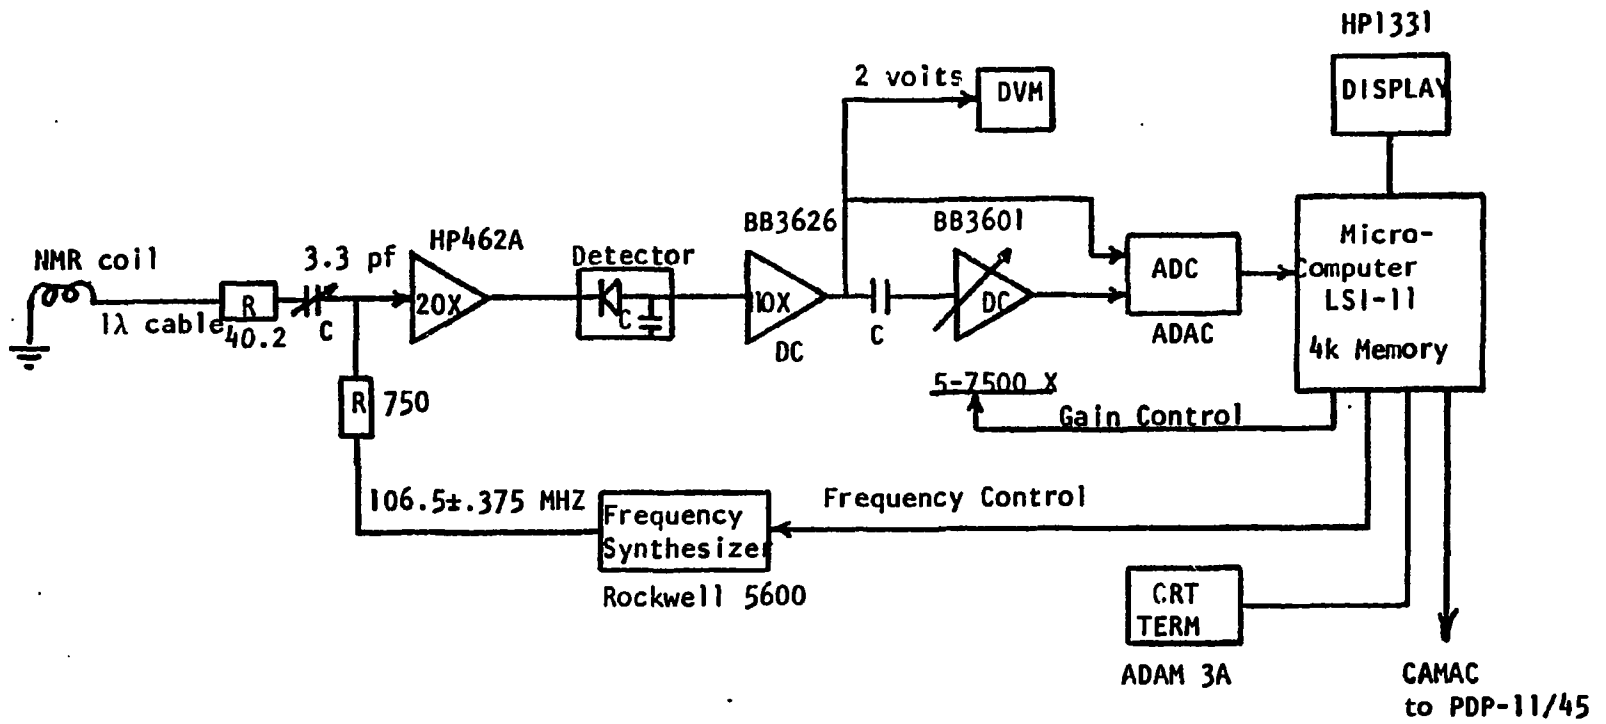 HP1331
DISPLAY
2 volts
DVM
BB3626
BB3601
HP462A
NMR coil
3.3 pf
Detector
Micro-
Computer
LSI-11
4k Memory
ADC
ADAC
R
40.2
1λ cable
C
20X
C
10X
DC
C
DC
5-7500 X
Gain Control
R 750
106.5±.375 MHZ
Frequency
Synthesizer
Rockwell 5600
Frequency Control
CRT
TERM
ADAM 3A
CAMAC
to PDP-11/45